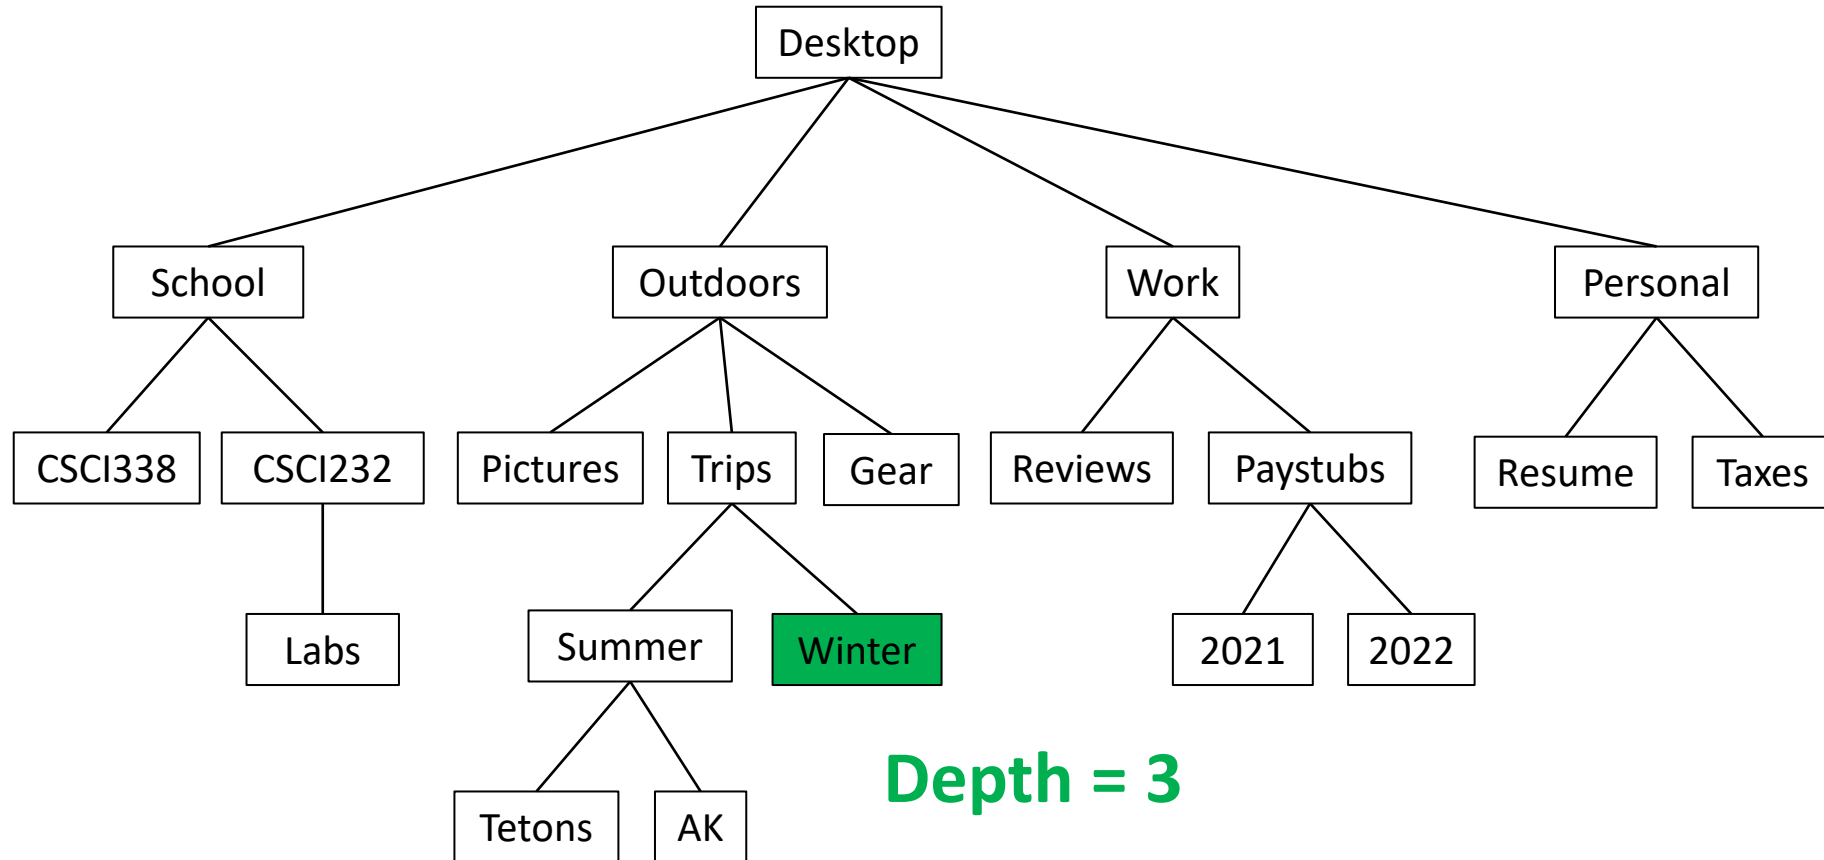 Desktop
School
Outdoors
Work
Personal
CSCI338
CSCI232
Pictures
Trips
Gear
Reviews
Paystubs
Resume
Taxes
Labs
Summer
Winter
2021
2022
Depth = 3
Tetons
AK